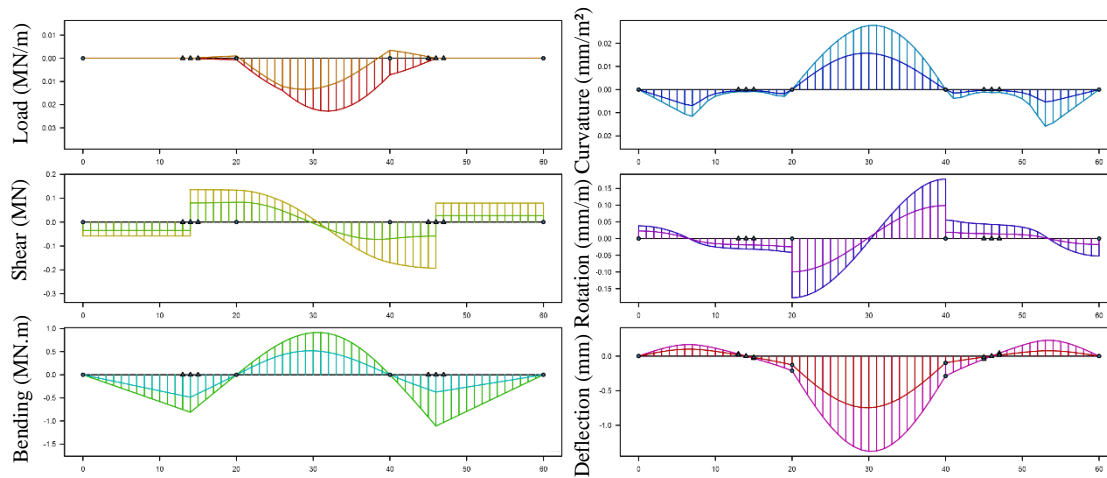 Load (MN/m)
0.01
0.00
0.01
0.03
0 10 20 30 40 50 60
Shear (MN)
0.2
0.1
0.0
-0.1
-0.2
-0.3
0 10 20 30 40 50 60
Bending (MN.m)
1.0
0.5
0.0
-0.5
-1.0
-1.5
0 10 20 30 40 50 60
Curvature (mm/m²)
0.02
0.01
0.00
0.01
0.02
0 10 20 30 40 50 60
Rotation (mm/m)
0.15
0.10
0.05
0.00
-0.05
-0.10
-0.15
0 10 20 30 40 50 60
Deflection (mm)
0.0
-0.5
-1.0
0 10 20 30 40 50 60